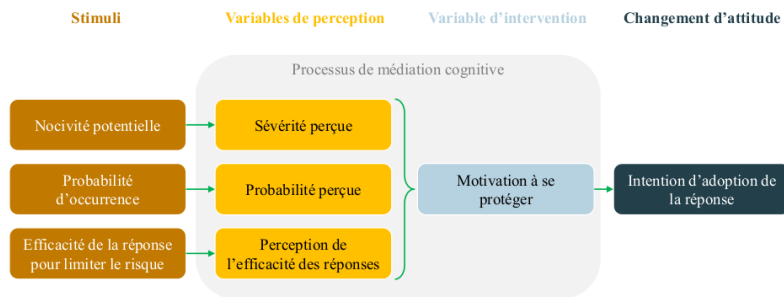 Stimuli
Variables de perception
Variable d'intervention
Changement d'attitude
Processus de médiation cognitive
Nocivité potentielle
Sévérité perçue
Probabilité
d'occurrence
Probabilité perçue
Motivation à se
protéger
Intention d'adoption de
la réponse
Efficacité de la réponse
pour limiter le risque
Perception de
l'efficacité des réponses